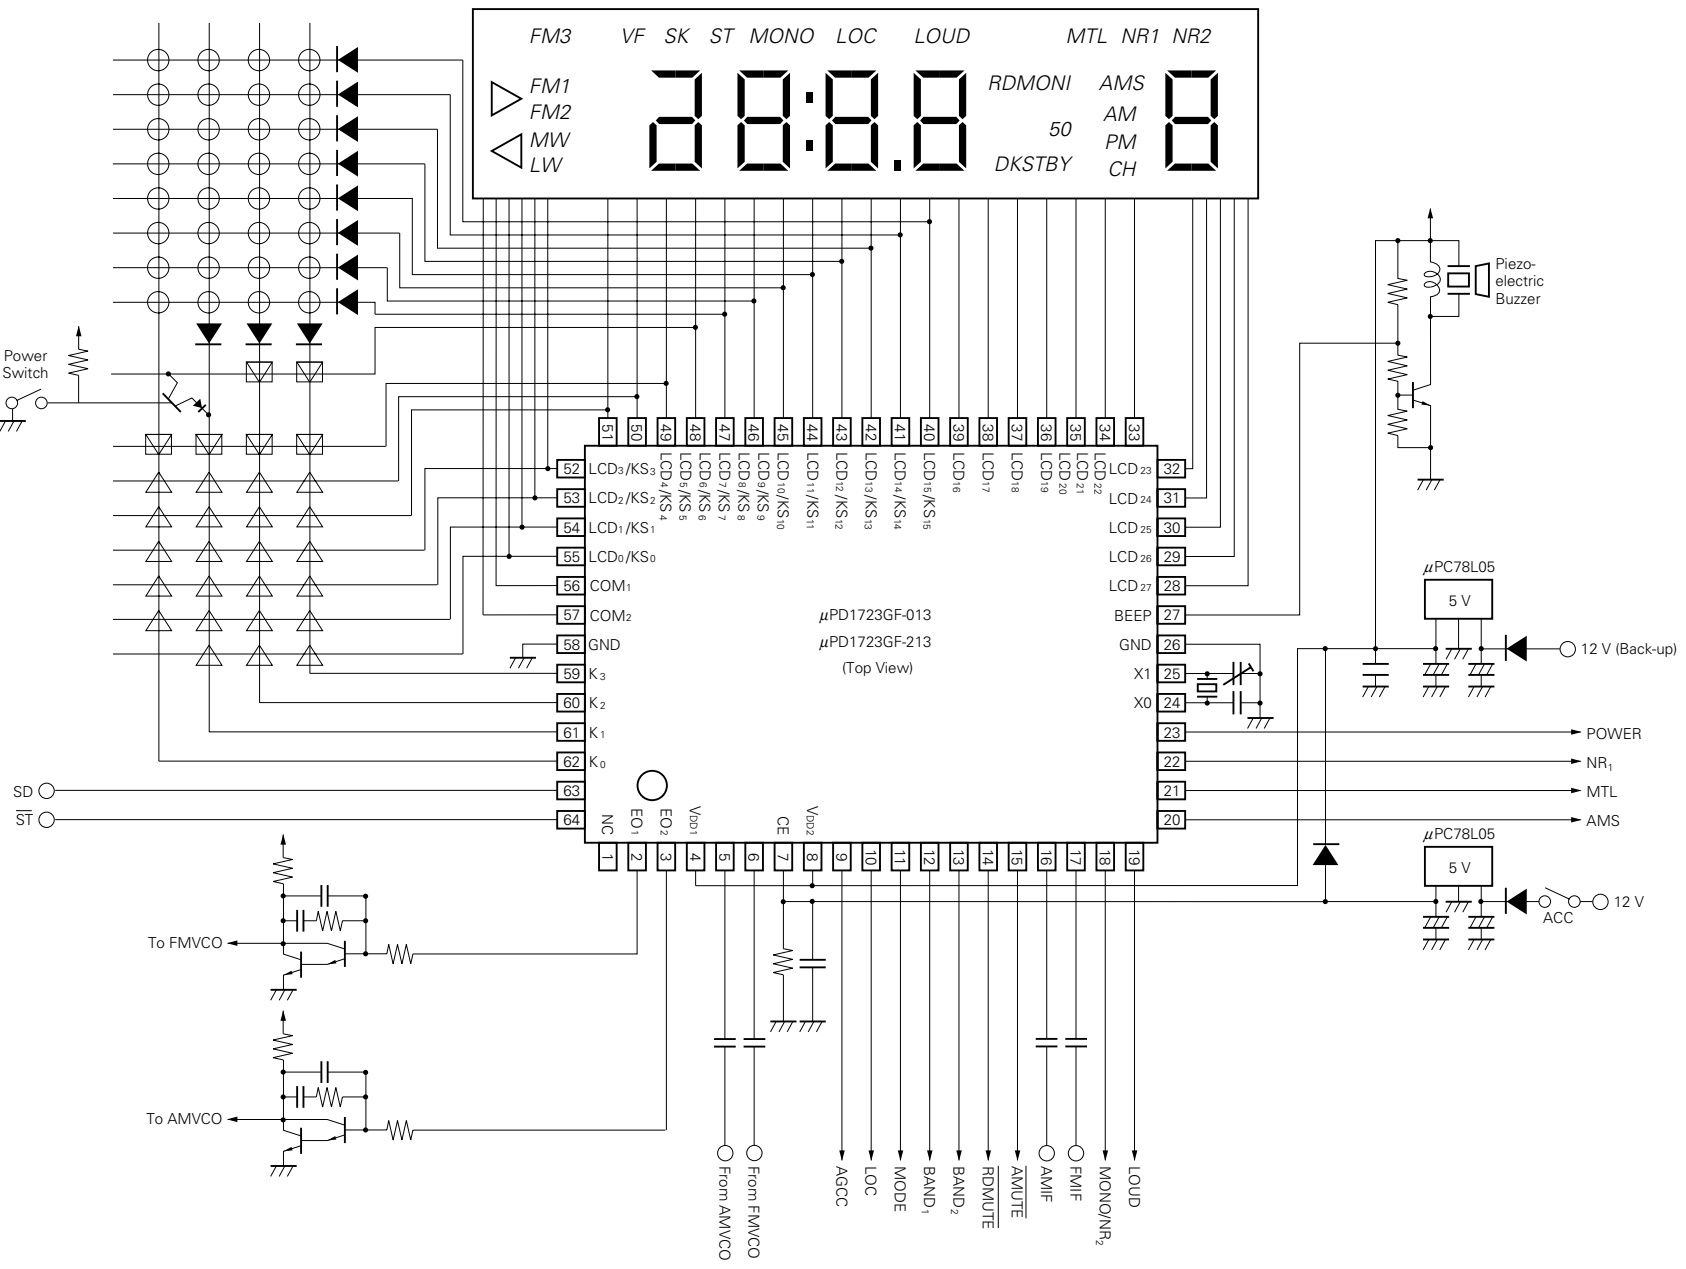 FM3 VF SK ST MONO LOC LOUD MTL NR1 NR2
FM1 RDMONI AMS
FM2 AM
50
MW PM
LW DKSTBY CH
28:8.8 8
Piezo-
electric
Buzzer
Power
Switch
51 50 49 48 47 46 45 44 43 42 41 40 39 38 37 36 35 34 33
LCD4/KS4
LCD5/KS5
LCD6/KS6
LCD7/KS7
LCD8/KS8
LCD9/KS9
LCD10/KS10
LCD11/KS11
LCD12/KS12
LCD13/KS13
LCD14/KS14
LCD15/KS15
LCD16
LCD17
LCD18
LCD19
LCD20
LCD21
LCD22
52 LCD3/KS3
53 LCD2/KS2
54 LCD1/KS1
55 LCD0/KS0
56 COM1
57 COM2
58 GND
59 K3
60 K2
61 K1
62 K0
SD 63
S̅T̅ 64
LCD23 32
LCD24 31
LCD25 30
LCD26 29
LCD27 28
BEEP 27
GND 26
X1 25
X0 24
23 POWER
22 NR1
21 MTL
20 AMS
μPD1723GF-013
μPD1723GF-213
(Top View)
μPC78L05
5 V
12 V (Back-up)
μPC78L05
5 V
ACC
12 V
NC
EO1
EO2
VDD1
CE
VDD2
1 2 3 4 5 6 7 8 9 10 11 12 13 14 15 16 17 18 19
To FMVCO
To AMVCO
From AMVCO
From FMVCO
AGCC
LOC
MODE
BAND1
BAND2
R̅D̅M̅U̅T̅E̅
A̅M̅U̅T̅E̅
AMIF
FMIF
MONO/NR2
LOUD